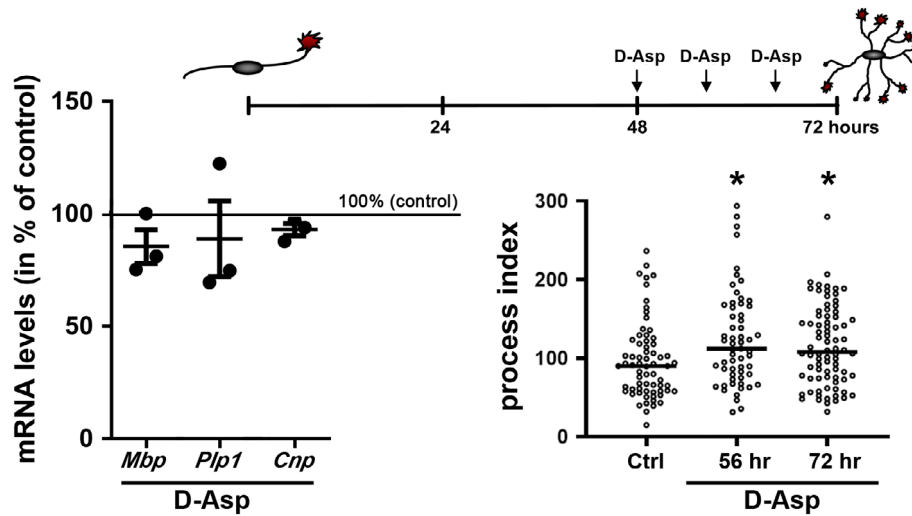 D-Asp D-Asp D-Asp
24 48 72 hours
mRNA levels (in % of control)
150
100
50
0
100% (control)
Mbp Plp1 Cnp
D-Asp
process index
300
200
100
0
* *
Ctrl 56 hr 72 hr
D-Asp